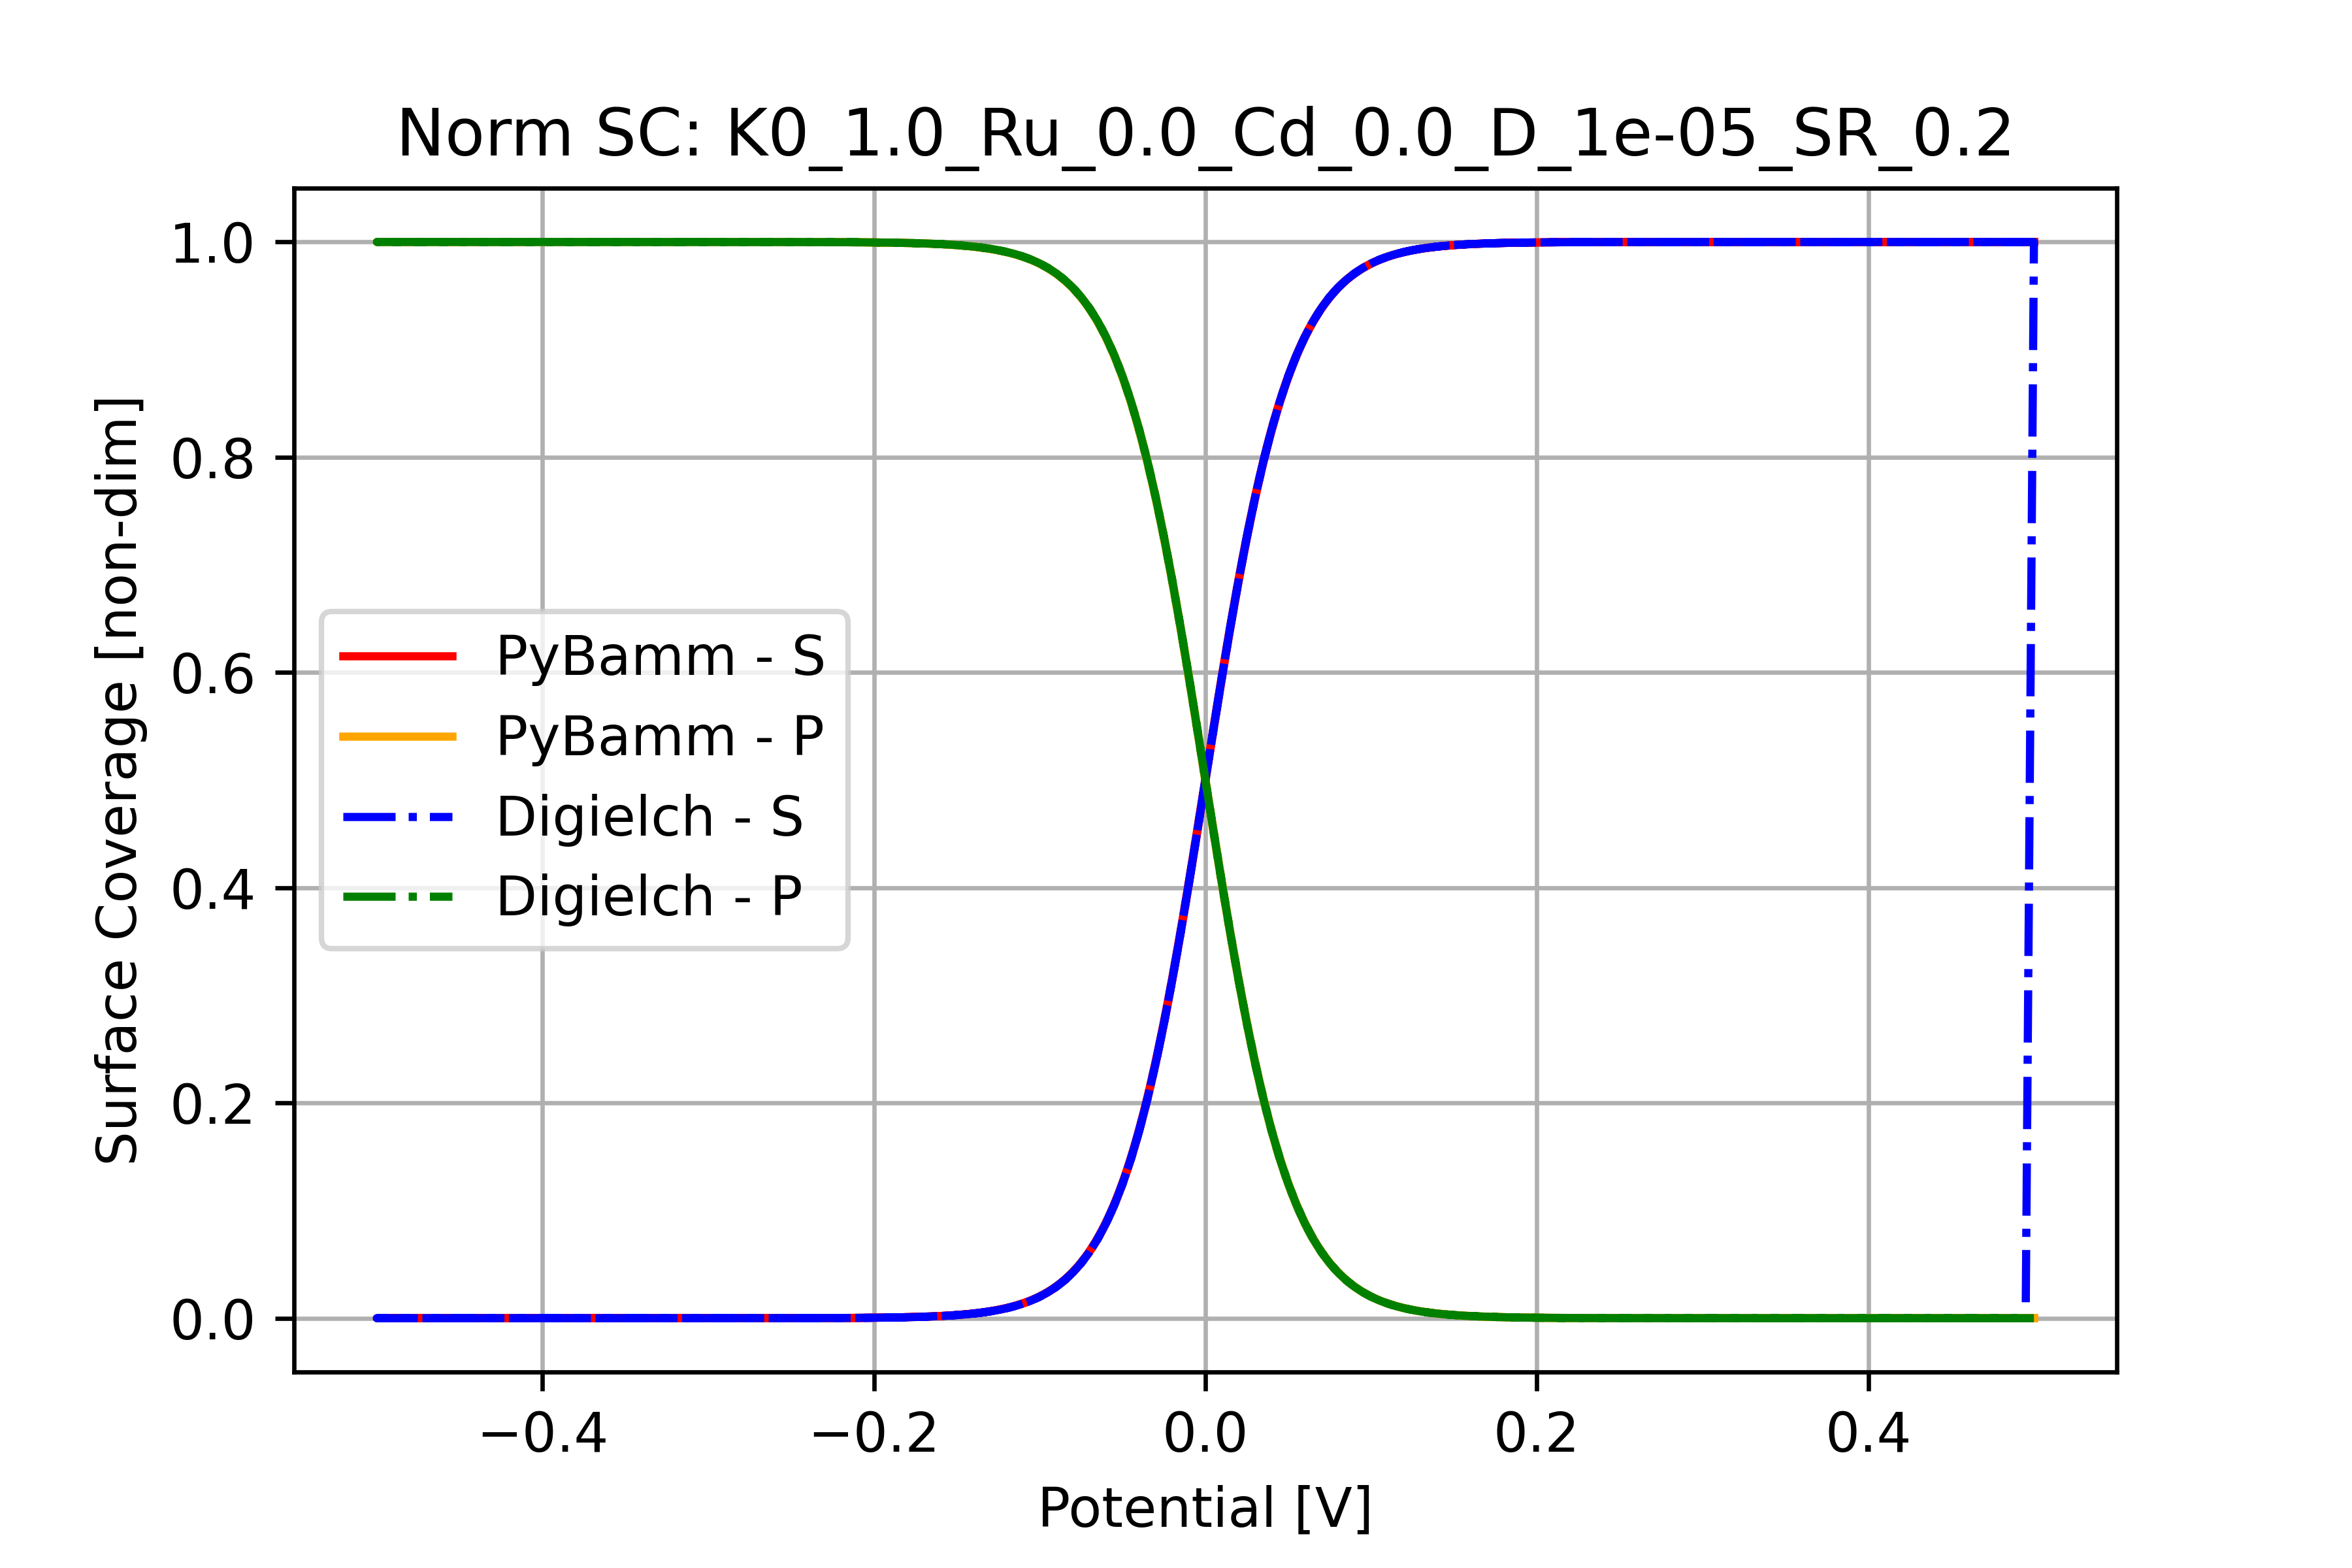 Norm SC: K0_1.0_Ru_0.0_Cd_0.0_D_1e-05_SR_0.2
Surface Coverage [non-dim]
1.0
0.8
0.6
0.4
0.2
0.0
PyBamm - S
PyBamm - P
Digielch - S
Digielch - P
−0.4 −0.2 0.0 0.2 0.4
Potential [V]